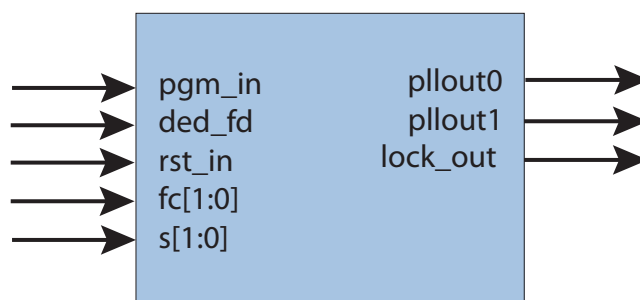 pgm_in
ded_fd
rst_in
fc[1:0]
s[1:0]
pllout0
pllout1
lock_out